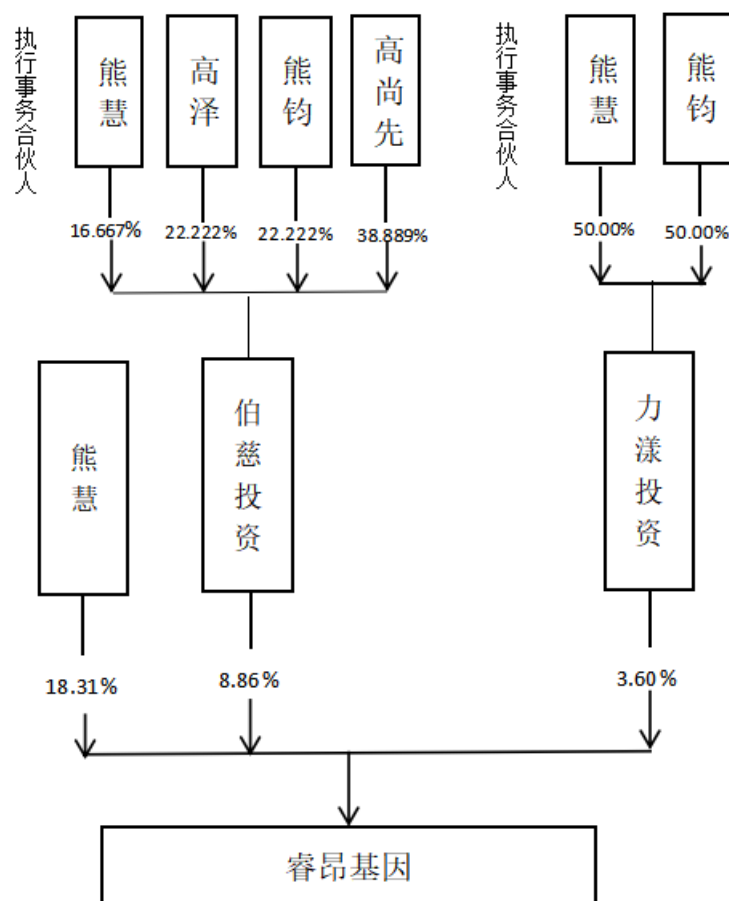 执行事务合伙人
熊慧
高泽
熊钧
高尚先
执行事务合伙人
熊慧
熊钧
16.667%
22.222%
22.222%
38.889%
50.00%
50.00%
熊慧
伯慈投资
力漾投资
18.31%
8.86%
3.60%
睿昂基因